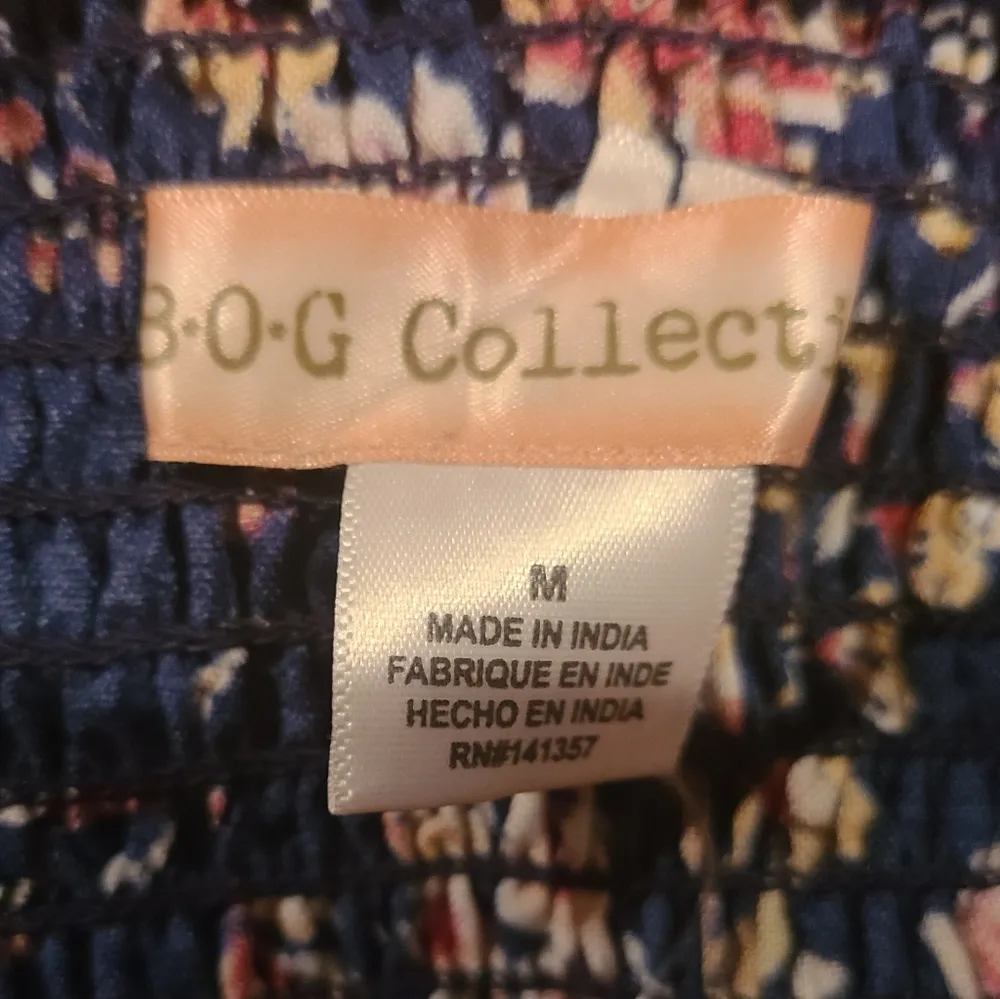 B·O·G Collecti
M
MADE IN INDIA
FABRIQUE EN INDE
HECHO EN INDIA
RN#141357